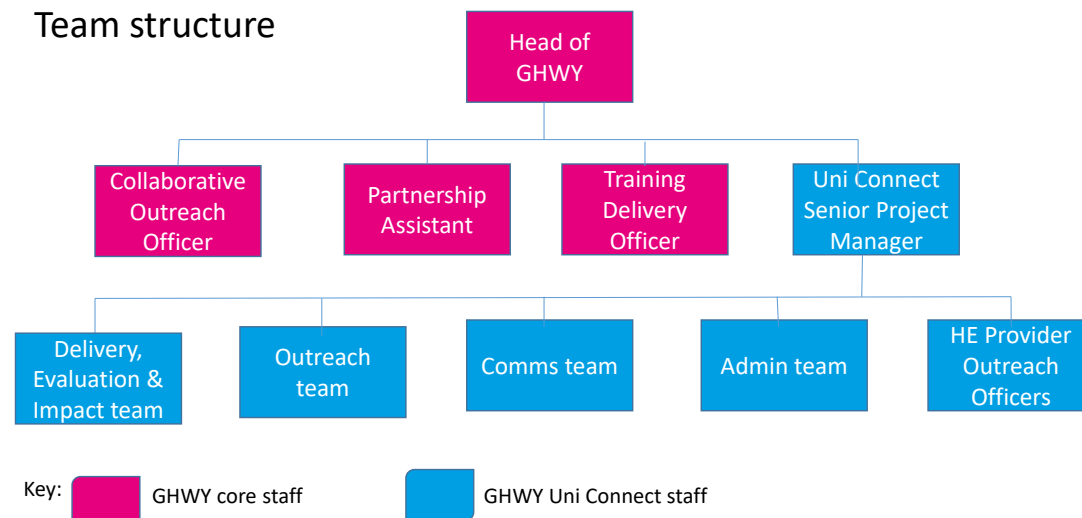 Team structure
Head of
GHWY
Collaborative
Outreach
Officer
Partnership
Assistant
Training
Delivery
Officer
Uni Connect
Senior Project
Manager
Delivery,
Evaluation &
Impact team
Outreach
team
Comms team
Admin team
HE Provider
Outreach
Officers
Key:
GHWY core staff
GHWY Uni Connect staff